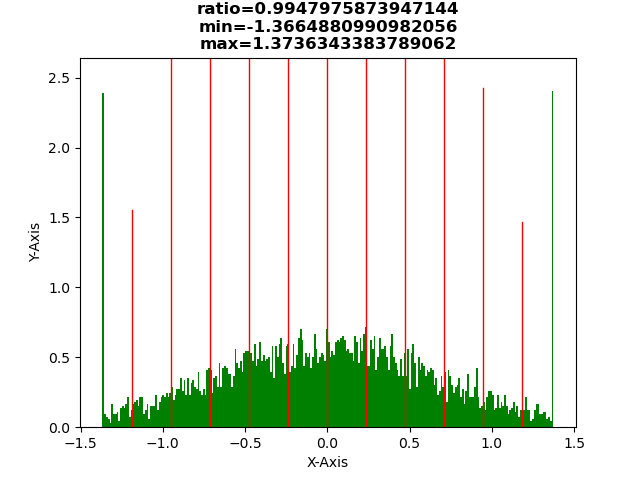 ratio=0.9947975873947144
min=-1.3664880990982056
max=1.3736343383789062
2.5
2.0
1.5
1.0
0.5
0.0
Y-Axis
−1.5 −1.0 −0.5 0.0 0.5 1.0 1.5
X-Axis